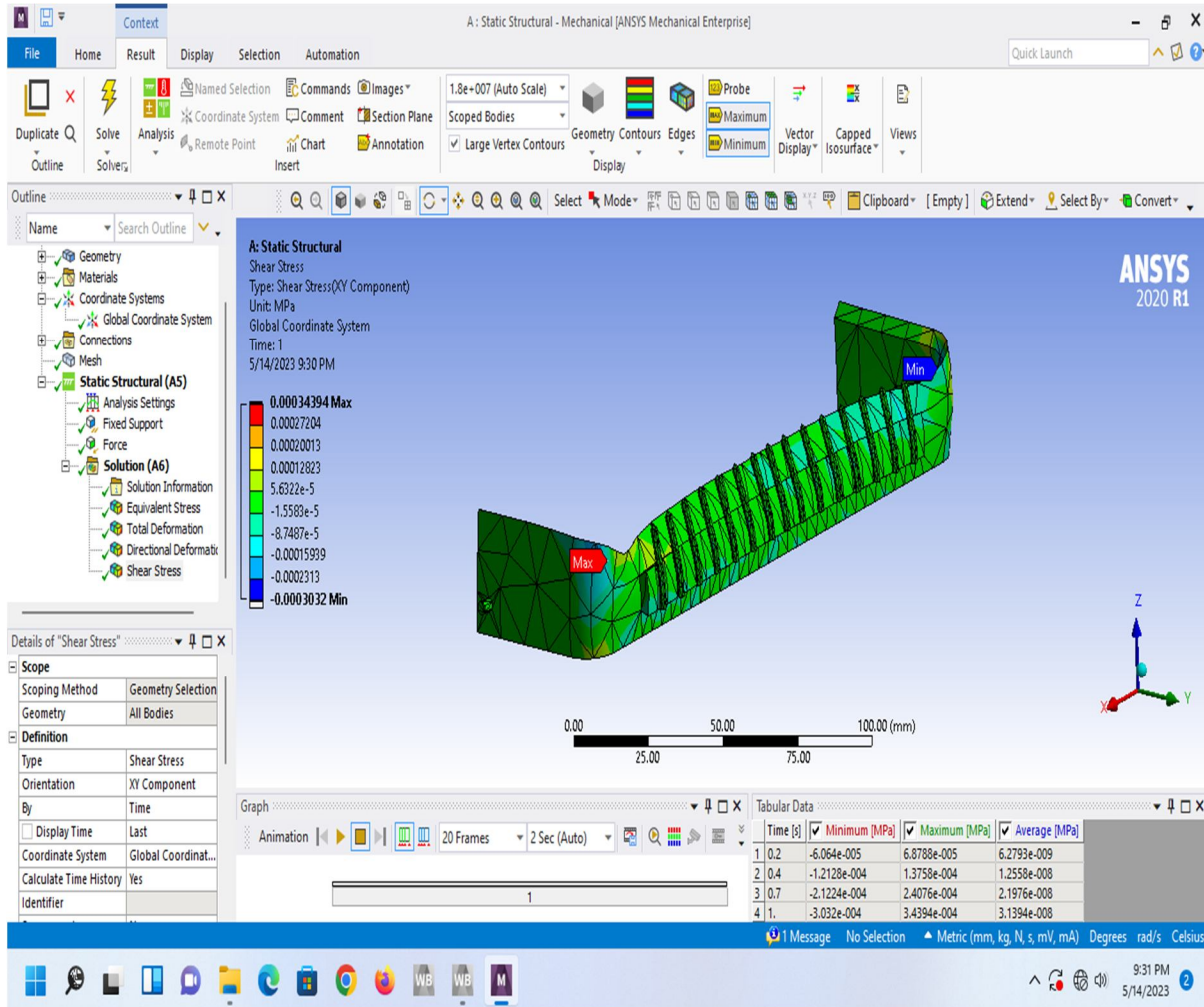 Context
A : Static Structural - Mechanical [ANSYS Mechanical Enterprise]
File Home Result Display Selection Automation
Quick Launch
Duplicate Solve Analysis
Named Selection Commands Images
Coordinate System Comment Section Plane
Remote Point Chart Annotation
1.8e+007 (Auto Scale)
Scoped Bodies
Large Vertex Contours
Geometry Contours Edges
Probe
Maximum
Minimum
Vector Display
Capped Isosurface
Views
Outline Solver Insert Display
Outline
Select Mode Clipboard [ Empty ] Extend Select By Convert
Name Search Outline
Geometry
Materials
Coordinate Systems
Global Coordinate System
Connections
Mesh
Static Structural (A5)
Analysis Settings
Fixed Support
Force
Solution (A6)
Solution Information
Equivalent Stress
Total Deformation
Directional Deformatic
Shear Stress
A: Static Structural
Shear Stress
Type: Shear Stress(XY Component)
Unit: MPa
Global Coordinate System
Time: 1
5/14/2023 9:30 PM
0.00034394 Max
0.00027204
0.00020013
0.00012823
5.6322e-5
-1.5583e-5
-8.7487e-5
-0.00015939
-0.0002313
-0.0003032 Min
ANSYS
2020 R1
Min
Max
Z
X Y
0.00 50.00 100.00 (mm)
25.00 75.00
Details of "Shear Stress"
Scope
Scoping Method Geometry Selection
Geometry All Bodies
Definition
Type Shear Stress
Orientation XY Component
By Time
Display Time Last
Coordinate System Global Coordinat...
Calculate Time History Yes
Identifier
Graph
Animation 20 Frames 2 Sec (Auto)
1
Tabular Data
Time [s] Minimum [MPa] Maximum [MPa] Average [MPa]
1 0.2 -6.064e-005 6.8788e-005 6.2793e-009
2 0.4 -1.2128e-004 1.3758e-004 1.2558e-008
3 0.7 -2.1224e-004 2.4076e-004 2.1976e-008
4 1. -3.032e-004 3.4394e-004 3.1394e-008
1 Message No Selection Metric (mm, kg, N, s, mV, mA) Degrees rad/s Celsius
WB WB M
9:31 PM
5/14/2023
2